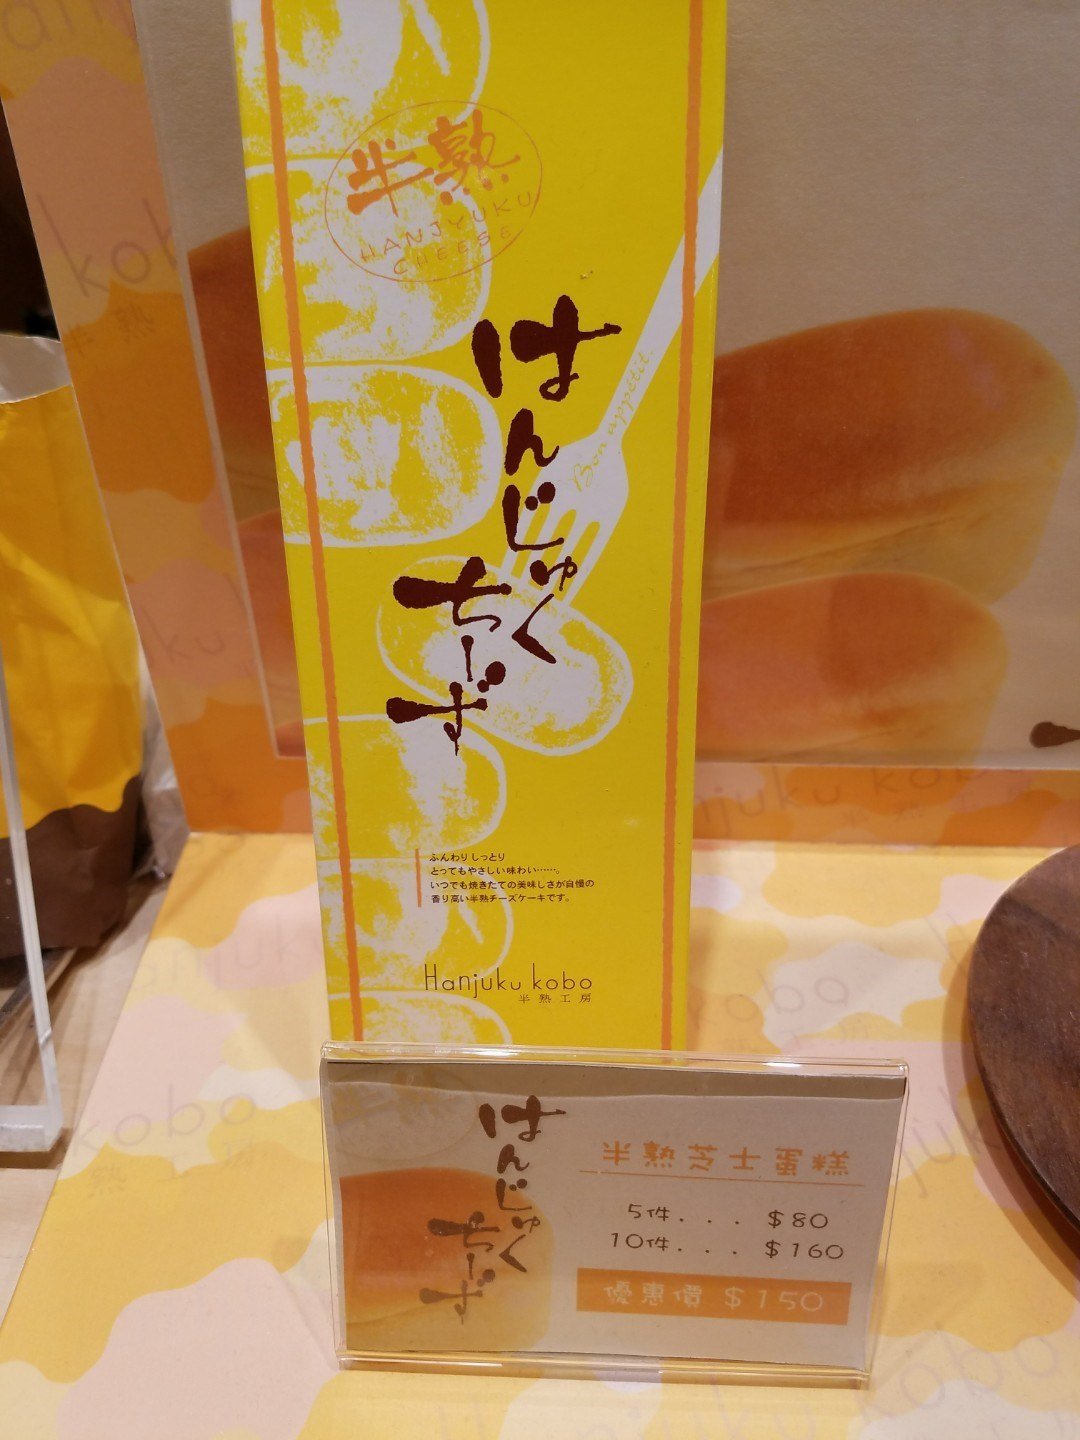 半熟
HANJYUKU
CHEESE
はんじゅく
ちーず
Bon appétit.
ふんわりしっとり
とってもやさしい味わい……。
いつでも焼きたての美味しさが自慢の
香り高い半熟チーズケーキです。
Hanjuku kobo
半熟工房
はんじゅく
ちーず
半熟芝士蛋糕
5件... $80
10件... $160
優惠價 $150